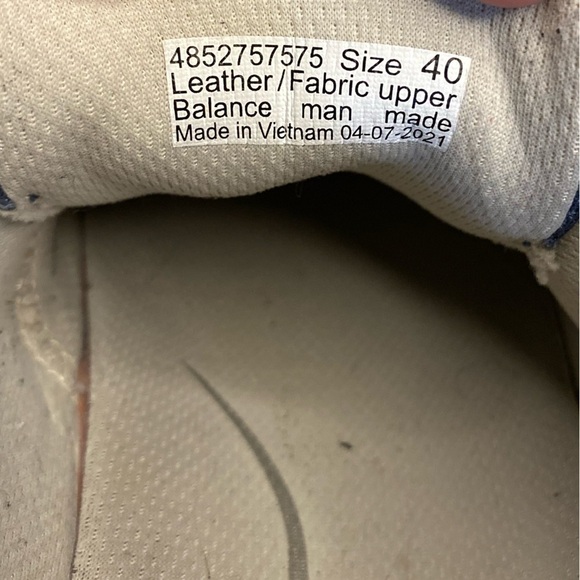 4852757575 Size 40
Leather/Fabric upper
Balance man made
Made in Vietnam 04-07-2021